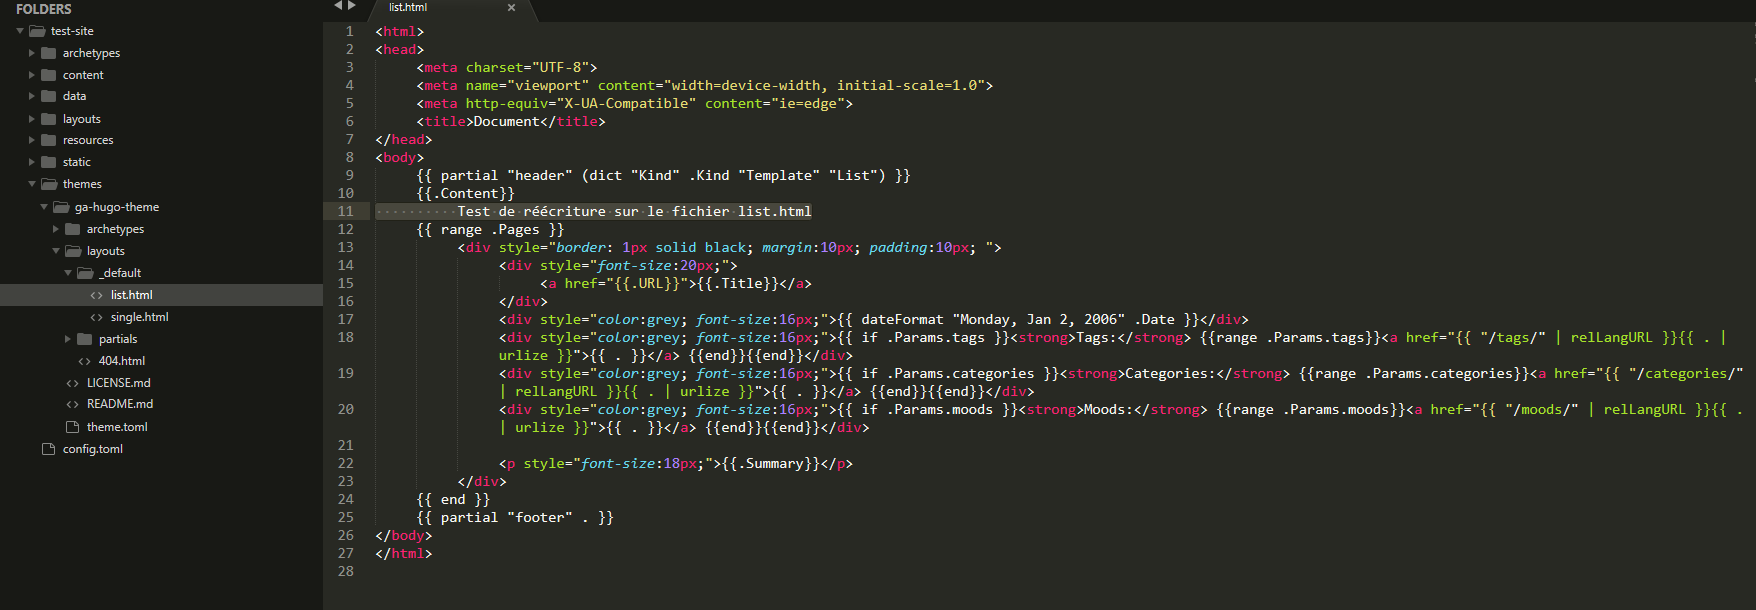 FOLDERS
test-site
archetypes
content
data
layouts
resources
static
themes
ga-hugo-theme
archetypes
layouts
_default
<> list.html
<> single.html
partials
<> 404.html
<> LICENSE.md
<> README.md
theme.toml
config.toml
list.html ×
1 <html>
2 <head>
3 <meta charset="UTF-8">
4 <meta name="viewport" content="width=device-width, initial-scale=1.0">
5 <meta http-equiv="X-UA-Compatible" content="ie=edge">
6 <title>Document</title>
7 </head>
8 <body>
9 {{ partial "header" (dict "Kind" .Kind "Template" "List") }}
10 {{.Content}}
11 Test de réécriture sur le fichier list.html
12 {{ range .Pages }}
13 <div style="border: 1px solid black; margin:10px; padding:10px; ">
14 <div style="font-size:20px;">
15 <a href="{{.URL}}">{{.Title}}</a>
16 </div>
17 <div style="color:grey; font-size:16px;">{{ dateFormat "Monday, Jan 2, 2006" .Date }}</div>
18 <div style="color:grey; font-size:16px;">{{ if .Params.tags }}<strong>Tags:</strong> {{range .Params.tags}}<a href="{{ "/tags/" | relLangURL }}{{ . |
urlize }}">{{ . }}</a> {{end}}{{end}}</div>
19 <div style="color:grey; font-size:16px;">{{ if .Params.categories }}<strong>Categories:</strong> {{range .Params.categories}}<a href="{{ "/categories/"
| relLangURL }}{{ . | urlize }}">{{ . }}</a> {{end}}{{end}}</div>
20 <div style="color:grey; font-size:16px;">{{ if .Params.moods }}<strong>Moods:</strong> {{range .Params.moods}}<a href="{{ "/moods/" | relLangURL }}{{ .
| urlize }}">{{ . }}</a> {{end}}{{end}}</div>
21
22 <p style="font-size:18px;">{{.Summary}}</p>
23 </div>
24 {{ end }}
25 {{ partial "footer" . }}
26 </body>
27 </html>
28